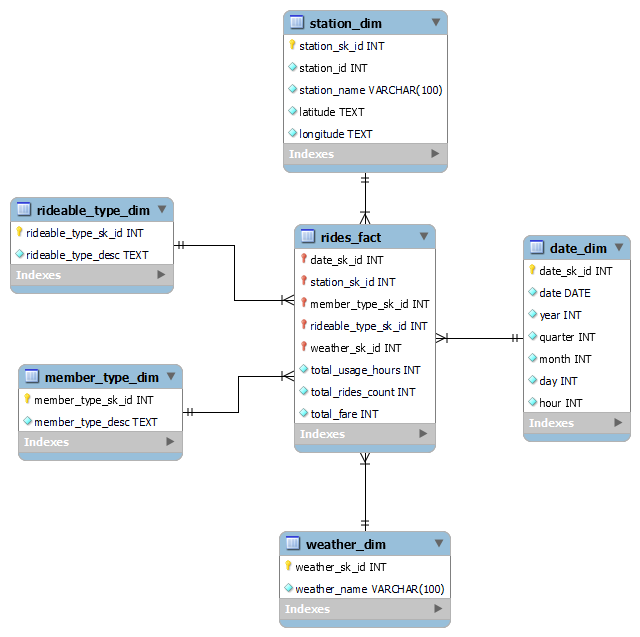 station_dim
station_sk_id INT
station_id INT
station_name VARCHAR(100)
latitude TEXT
longitude TEXT
Indexes
rideable_type_dim
rideable_type_sk_id INT
rideable_type_desc TEXT
Indexes
rides_fact
date_sk_id INT
station_sk_id INT
member_type_sk_id INT
rideable_type_sk_id INT
weather_sk_id INT
total_usage_hours INT
total_rides_count INT
total_fare INT
Indexes
date_dim
date_sk_id INT
date DATE
year INT
quarter INT
month INT
day INT
hour INT
Indexes
member_type_dim
member_type_sk_id INT
member_type_desc TEXT
Indexes
weather_dim
weather_sk_id INT
weather_name VARCHAR(100)
Indexes